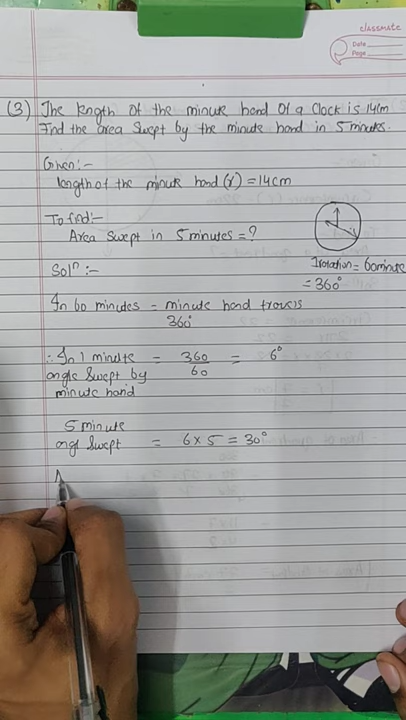 classmate
Date
Page
(3) The length of the minute hand of a Clock is 14cm
Find the area Swept by the minute hand in 5 minutes.
Given:-
length of the minute hand (r) = 14cm
To find:-
Area Swept in 5 minutes = ?
Solⁿ :-
1 rotation = 60 minute
= 360°
In 60 minutes = minute hand travels
360°
∴ In 1 minute = 360/60 = 6°
angle Swept by
minute hand
5 minute
angl Swept = 6 × 5 = 30°